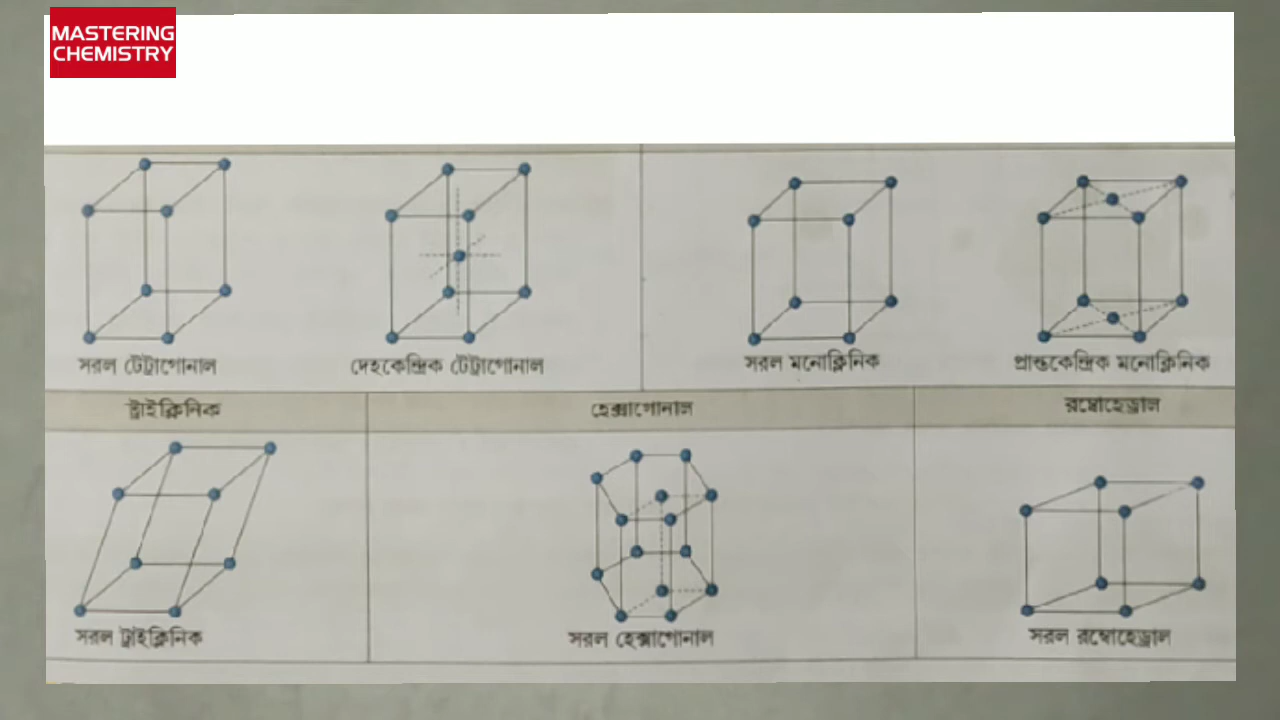 MASTERING
CHEMISTRY
সরল টেট্রাগোনাল
দেহকেন্দ্রিক টেট্রাগোনাল
সরল মনোক্লিনিক
প্রান্তকেন্দ্রিক মনোক্লিনিক
ট্রাইক্লিনিক
হেক্সাগোনাল
রম্বোহেড্রাল
সরল ট্রাইক্লিনিক
সরল হেক্সাগোনাল
সরল রম্বোহেড্রাল